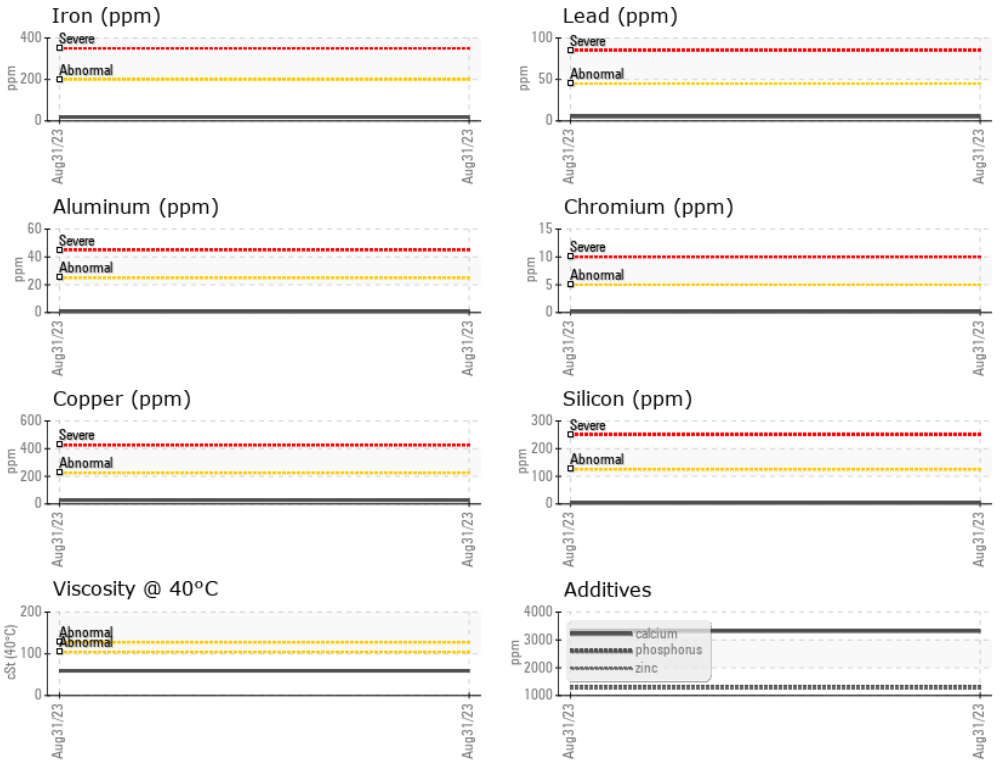 Iron (ppm)
400
200
0
ppm
Severe
Abnormal
Aug31/23
Aug31/23
Lead (ppm)
100
50
0
ppm
Severe
Abnormal
Aug31/23
Aug31/23
Aluminum (ppm)
60
40
20
0
ppm
Severe
Abnormal
Aug31/23
Aug31/23
Chromium (ppm)
15
10
5
0
ppm
Severe
Abnormal
Aug31/23
Aug31/23
Copper (ppm)
600
400
200
0
ppm
Severe
Abnormal
Aug31/23
Aug31/23
Silicon (ppm)
300
200
100
0
ppm
Severe
Abnormal
Aug31/23
Aug31/23
Viscosity @ 40°C
200
100
0
cSt (40°C)
Abnormal
Abnormal
Aug31/23
Aug31/23
Additives
4000
3000
2000
1000
ppm
calcium
phosphorus
zinc
Aug31/23
Aug31/23